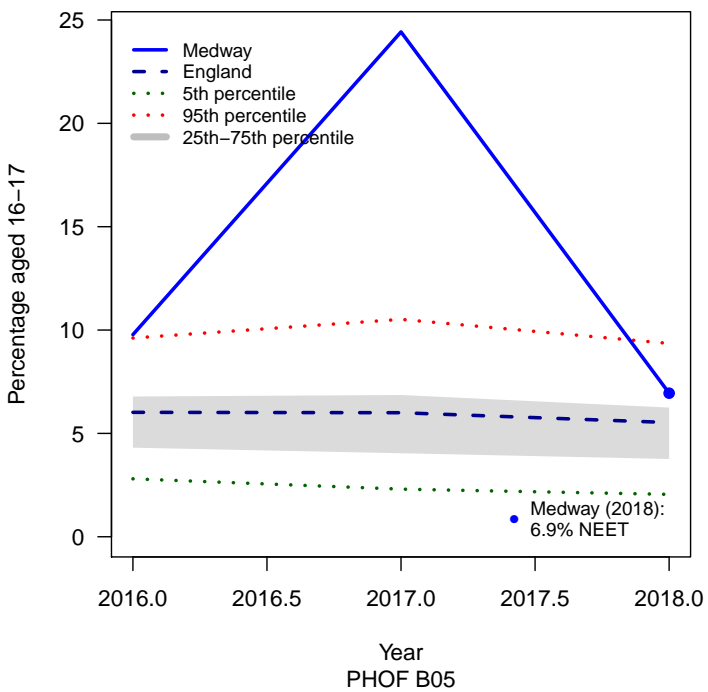 25
20
15
10
5
0
Percentage aged 16−17
Medway
England
5th percentile
95th percentile
25th−75th percentile
Medway (2018):
6.9% NEET
2016.0 2016.5 2017.0 2017.5 2018.0
Year
PHOF B05